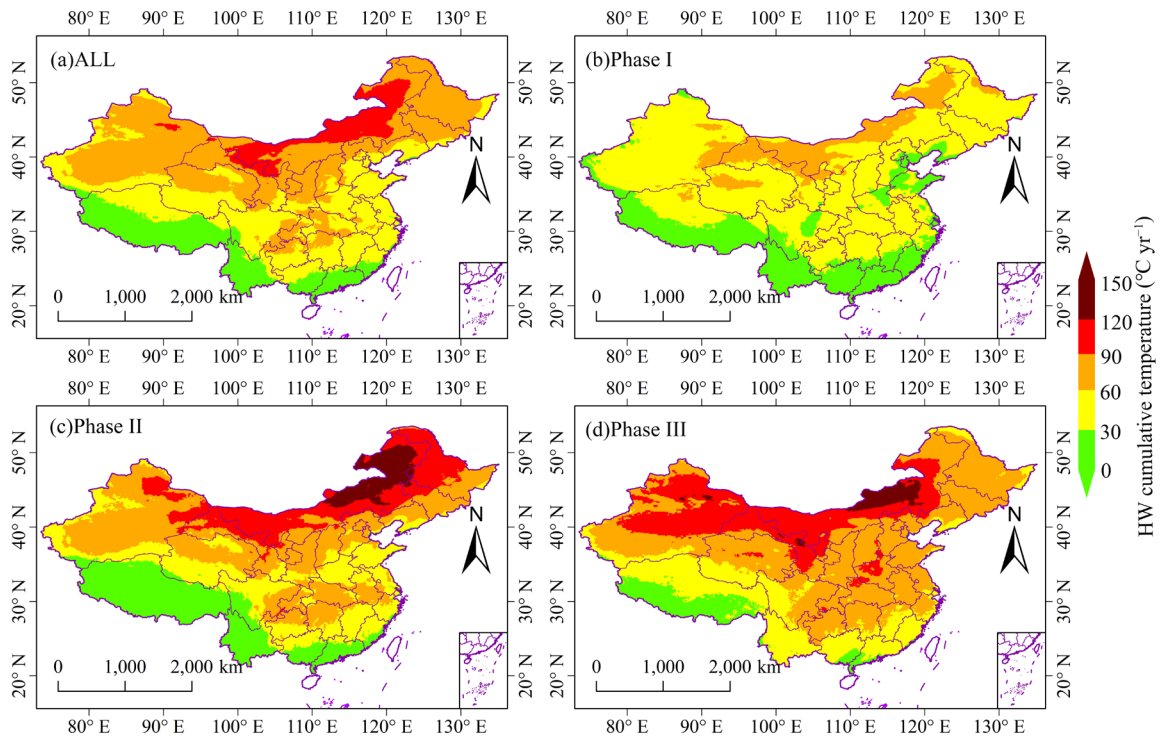 80° E 90° E 100° E 110° E 120° E 130° E
80° E 90° E 100° E 110° E 120° E 130° E
(a)ALL
(b)Phase I
50° N
40° N
30° N
20° N
N
0 1,000 2,000 km
50° N
40° N
30° N
20° N
N
0 1,000 2,000 km
80° E 90° E 100° E 110° E 120° E 130° E
80° E 90° E 100° E 110° E 120° E 130° E
(c)Phase II
(d)Phase III
50° N
40° N
30° N
20° N
N
0 1,000 2,000 km
50° N
40° N
30° N
20° N
N
0 1,000 2,000 km
80° E 90° E 100° E 110° E 120° E 130° E
80° E 90° E 100° E 110° E 120° E 130° E
150
120
90
60
30
0
HW cumulative temperature (℃ yr⁻¹)